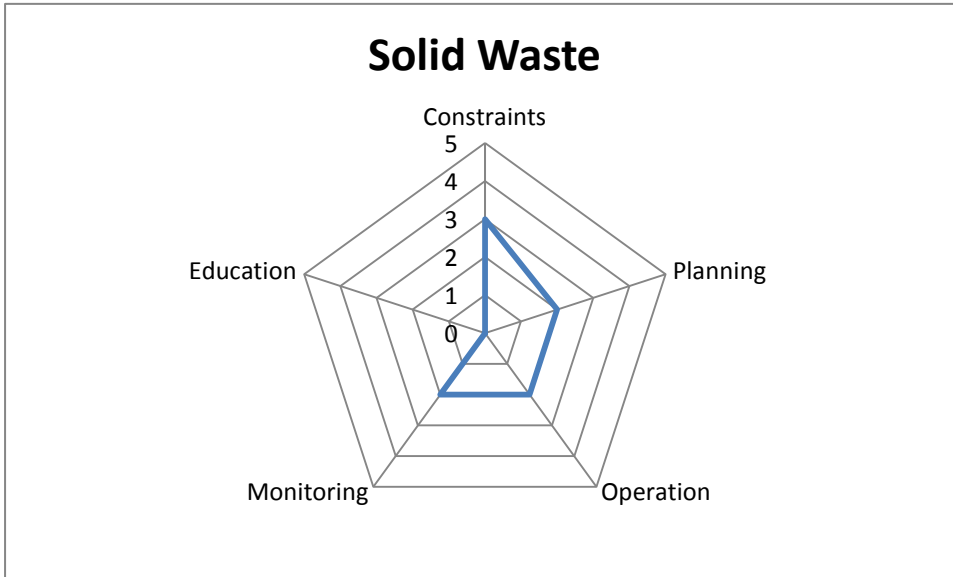 Solid Waste
Constraints
5
4
3
2
1
0
Education
Planning
Monitoring
Operation